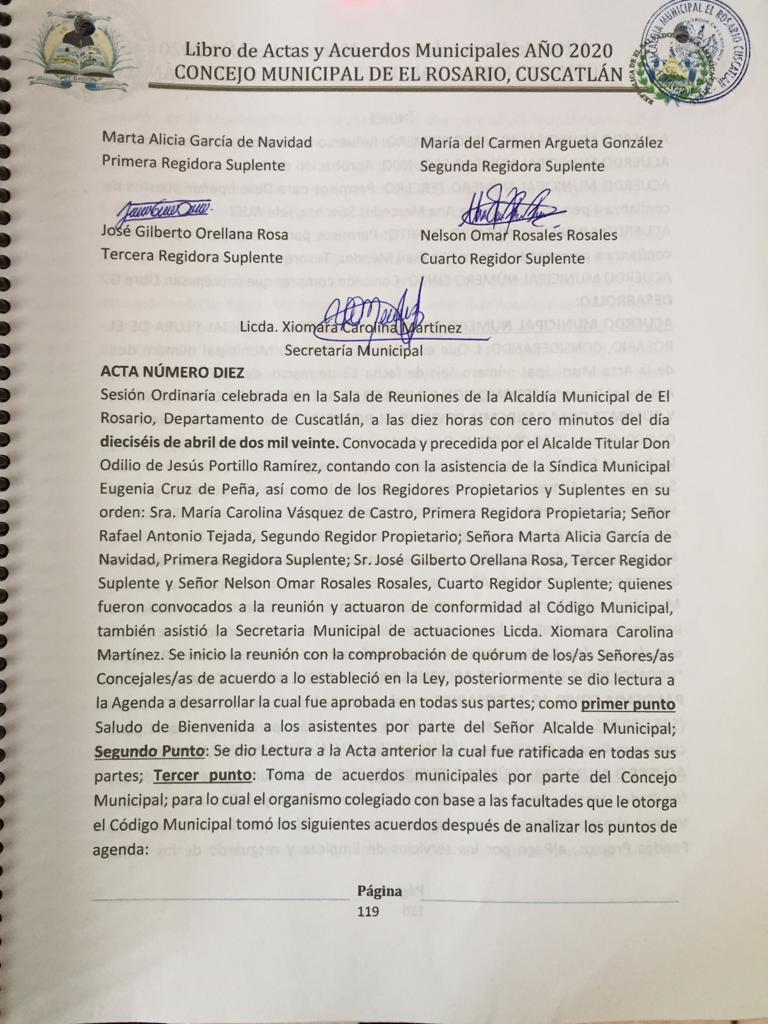 Libro de Actas y Acuerdos Municipales AÑO 2020
CONCEJO MUNICIPAL DE EL ROSARIO, CUSCATLÁN
Marta Alicia García de Navidad
Primera Regidora Suplente
María del Carmen Argueta González
Segunda Regidora Suplente
José Gilberto Orellana Rosa
Tercera Regidora Suplente
Nelson Omar Rosales Rosales
Cuarto Regidor Suplente
Licda. Xiomara Carolina Martínez
Secretaría Municipal
ACTA NÚMERO DIEZ
Sesión Ordinaría celebrada en la Sala de Reuniones de la Alcaldía Municipal de El
Rosario, Departamento de Cuscatlán, a las diez horas con cero minutos del día
dieciséis de abril de dos mil veinte. Convocada y precedida por el Alcalde Titular Don
Odilio de Jesús Portillo Ramírez, contando con la asistencia de la Síndica Municipal
Eugenia Cruz de Peña, así como de los Regidores Propietarios y Suplentes en su
orden: Sra. María Carolina Vásquez de Castro, Primera Regidora Propietaria; Señor
Rafael Antonio Tejada, Segundo Regidor Propietario; Señora Marta Alicia García de
Navidad, Primera Regidora Suplente; Sr. José Gilberto Orellana Rosa, Tercer Regidor
Suplente y Señor Nelson Omar Rosales Rosales, Cuarto Regidor Suplente; quienes
fueron convocados a la reunión y actuaron de conformidad al Código Municipal,
también asistió la Secretaria Municipal de actuaciones Licda. Xiomara Carolina
Martínez. Se inicio la reunión con la comprobación de quórum de los/as Señores/as
Concejales/as de acuerdo a lo estableció en la Ley, posteriormente se dio lectura a
la Agenda a desarrollar la cual fue aprobada en todas sus partes; como primer punto
Saludo de Bienvenida a los asistentes por parte del Señor Alcalde Municipal;
Segundo Punto: Se dio Lectura a la Acta anterior la cual fue ratificada en todas sus
partes; Tercer punto: Toma de acuerdos municipales por parte del Concejo
Municipal; para lo cual el organismo colegiado con base a las facultades que le otorga
el Código Municipal tomó los siguientes acuerdos después de analizar los puntos de
agenda:
Página
119